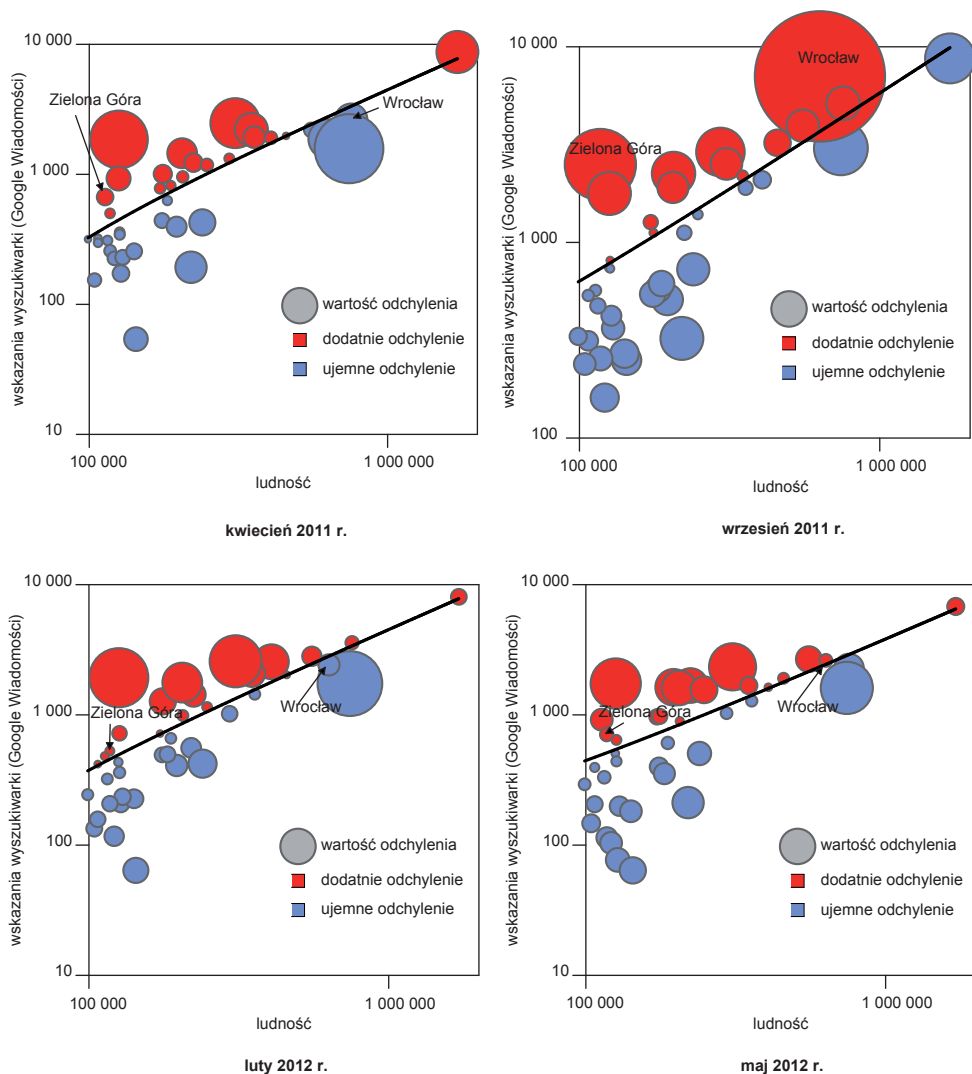 wskazania wyszukiwarki (Google Wiadomości)
10 000
1 000
100
10
Zielona Góra
Wrocław
wartość odchylenia
dodatnie odchylenie
ujemne odchylenie
100 000
1 000 000
ludność
kwiecień 2011 r.
wskazania wyszukiwarki (Google Wiadomości)
10 000
1 000
100
Wrocław
Zielona Góra
wartość odchylenia
dodatnie odchylenie
ujemne odchylenie
100 000
1 000 000
ludność
wrzesień 2011 r.
wskazania wyszukiwarki (Google Wiadomości)
10 000
1 000
100
10
Zielona Góra
Wrocław
wartość odchylenia
dodatnie odchylenie
ujemne odchylenie
100 000
1 000 000
ludność
luty 2012 r.
wskazania wyszukiwarki (Google Wiadomości)
10 000
1 000
100
10
Zielona Góra
Wrocław
wartość odchylenia
dodatnie odchylenie
ujemne odchylenie
100 000
1 000 000
ludność
maj 2012 r.